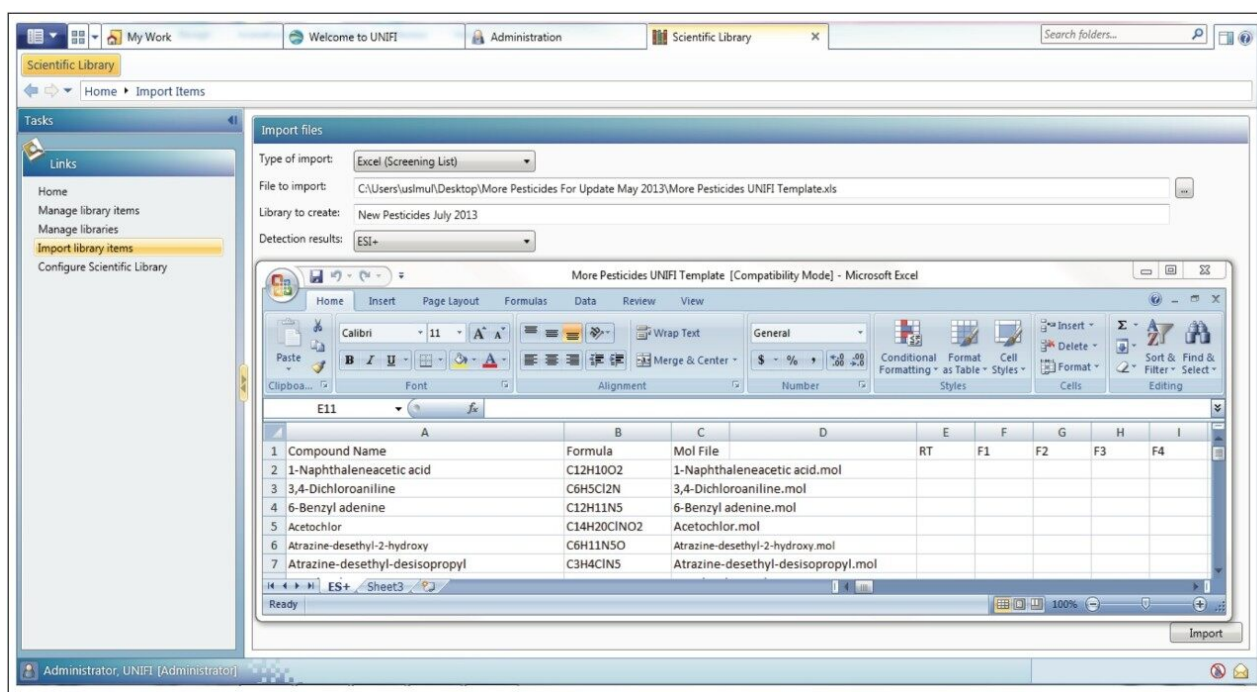 My Work
Welcome to UNIFI
Administration
Scientific Library
Search folders...
Scientific Library
Home Import Items
Tasks
Links
Home
Manage library items
Manage libraries
Import library items
Configure Scientific Library
Import files
Type of import: Excel (Screening List)
File to import: C:\Users\uslmul\Desktop\More Pesticides For Update May 2013\More Pesticides UNIFI Template.xls
Library to create: New Pesticides July 2013
Detection results: ESI+
More Pesticides UNIFI Template [Compatibility Mode] - Microsoft Excel
Home Insert Page Layout Formulas Data Review View
Paste
Clipboa...
Calibri 11
B I U
Font
Wrap Text
Merge & Center
Alignment
General
$ % ,
Number
Conditional Formatting
Format as Table
Cell Styles
Styles
Insert
Delete
Format
Cells
Sort & Filter
Find & Select
Editing
E11 fx
A B C D E F G H I
1 Compound Name Formula Mol File RT F1 F2 F3 F4
2 1-Naphthaleneacetic acid C12H10O2 1-Naphthaleneacetic acid.mol
3 3,4-Dichloroaniline C6H5Cl2N 3,4-Dichloroaniline.mol
4 6-Benzyl adenine C12H11N5 6-Benzyl adenine.mol
5 Acetochlor C14H20ClNO2 Acetochlor.mol
6 Atrazine-desethyl-2-hydroxy C6H11N5O Atrazine-desethyl-2-hydroxy.mol
7 Atrazine-desethyl-desisopropyl C3H4ClN5 Atrazine-desethyl-desisopropyl.mol
ES+ Sheet3
Ready
100%
Import
Administrator, UNIFI [Administrator]